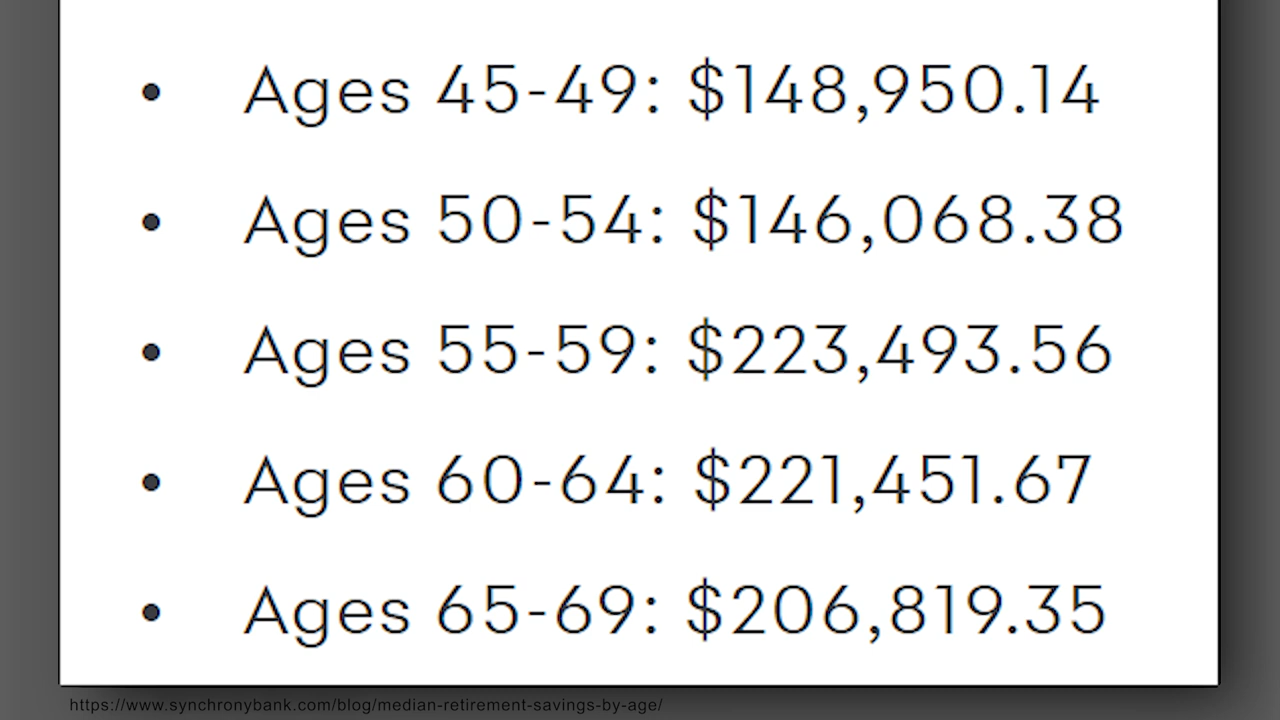 • Ages 45-49: $148,950.14
• Ages 50-54: $146,068.38
• Ages 55-59: $223,493.56
• Ages 60-64: $221,451.67
• Ages 65-69: $206,819.35
https://www.synchronybank.com/blog/median-retirement-savings-by-age/